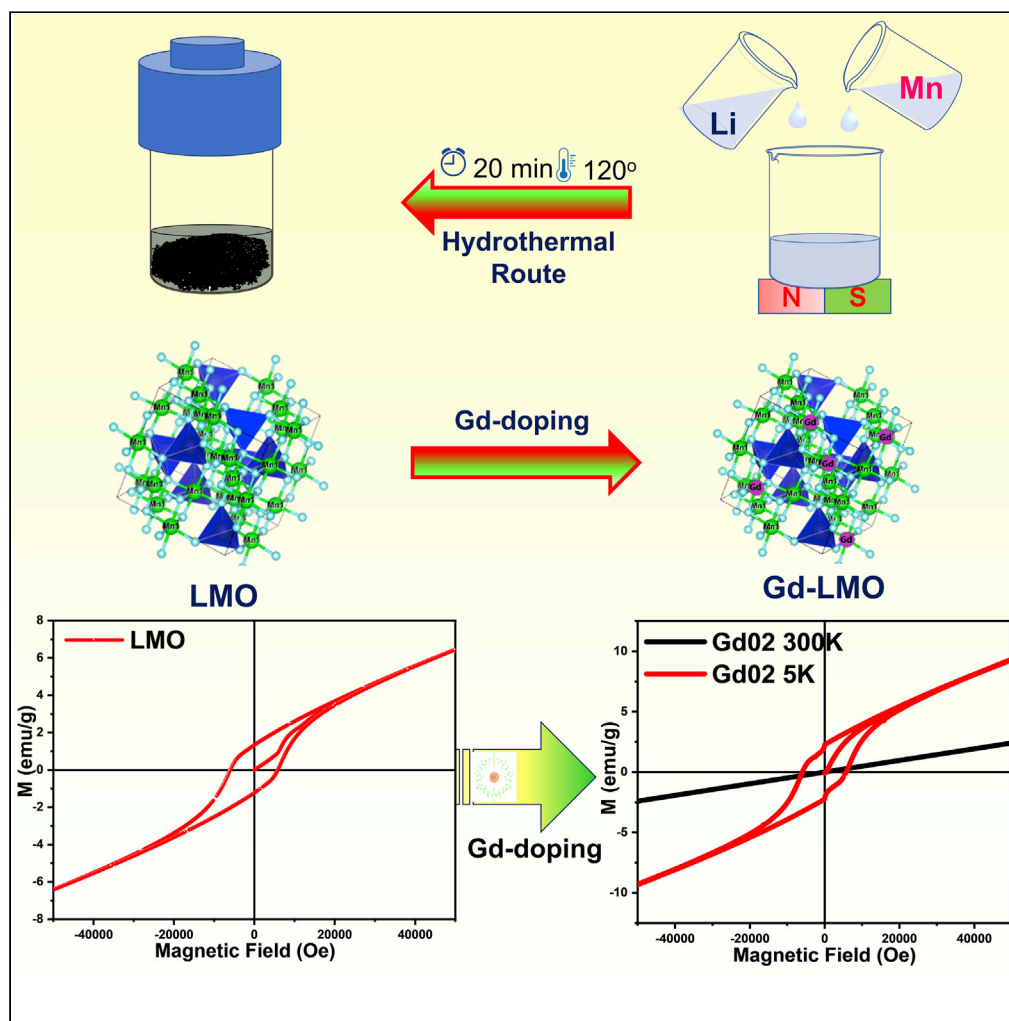 Li
Mn
20 min 120°
Hydrothermal
Route
N S
Mn1
Gd-doping
Gd
LMO
Gd-LMO
LMO
M (emu/g)
8
6
4
2
0
-2
-4
-6
-8
-40000 -20000 0 20000 40000
Magnetic Field (Oe)
Gd-doping
Gd02 300K
Gd02 5K
M (emu/g)
10
5
0
-5
-10
-40000 -20000 0 20000 40000
Magnetic Field (Oe)